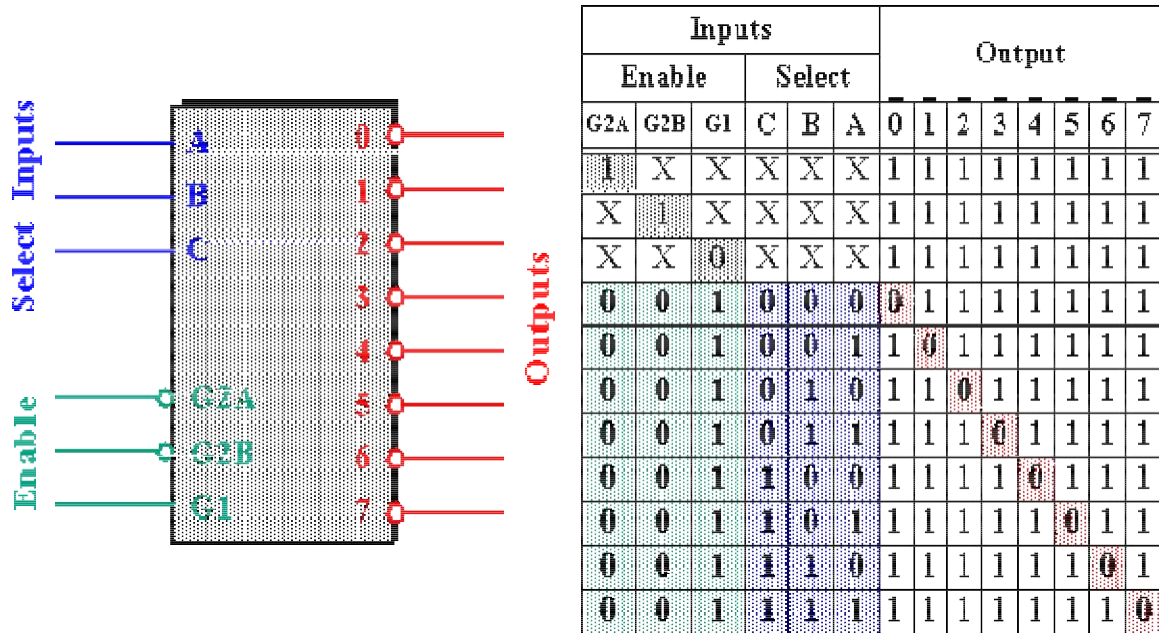 Select Inputs
Enable
A
B
C
G2A
G2B
G1
0
1
2
3
4
5
6
7
Outputs
Inputs Output
Enable Select
G2A G2B G1 C B A 0 1 2 3 4 5 6 7
1 X X X X X 1 1 1 1 1 1 1 1
X 1 X X X X 1 1 1 1 1 1 1 1
X X 0 X X X 1 1 1 1 1 1 1 1
0 0 1 0 0 0 0 1 1 1 1 1 1 1
0 0 1 0 0 1 1 0 1 1 1 1 1 1
0 0 1 0 1 0 1 1 0 1 1 1 1 1
0 0 1 0 1 1 1 1 1 0 1 1 1 1
0 0 1 1 0 0 1 1 1 1 0 1 1 1
0 0 1 1 0 1 1 1 1 1 1 0 1 1
0 0 1 1 1 0 1 1 1 1 1 1 0 1
0 0 1 1 1 1 1 1 1 1 1 1 1 0